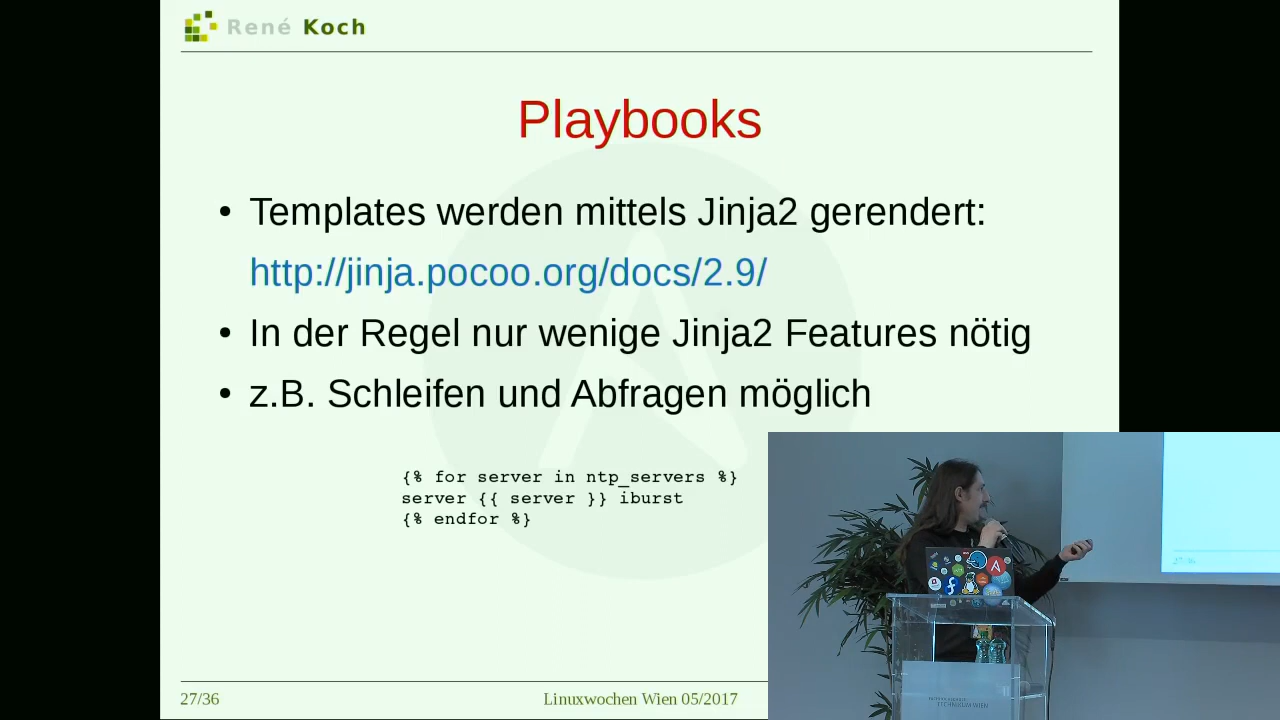 René Koch
Playbooks
• Templates werden mittels Jinja2 gerendert:
http://jinja.pocoo.org/docs/2.9/
• In der Regel nur wenige Jinja2 Features nötig
• z.B. Schleifen und Abfragen möglich
{% for server in ntp_servers %}
server {{ server }} iburst
{% endfor %}
27/36
Linuxwochen Wien 05/2017